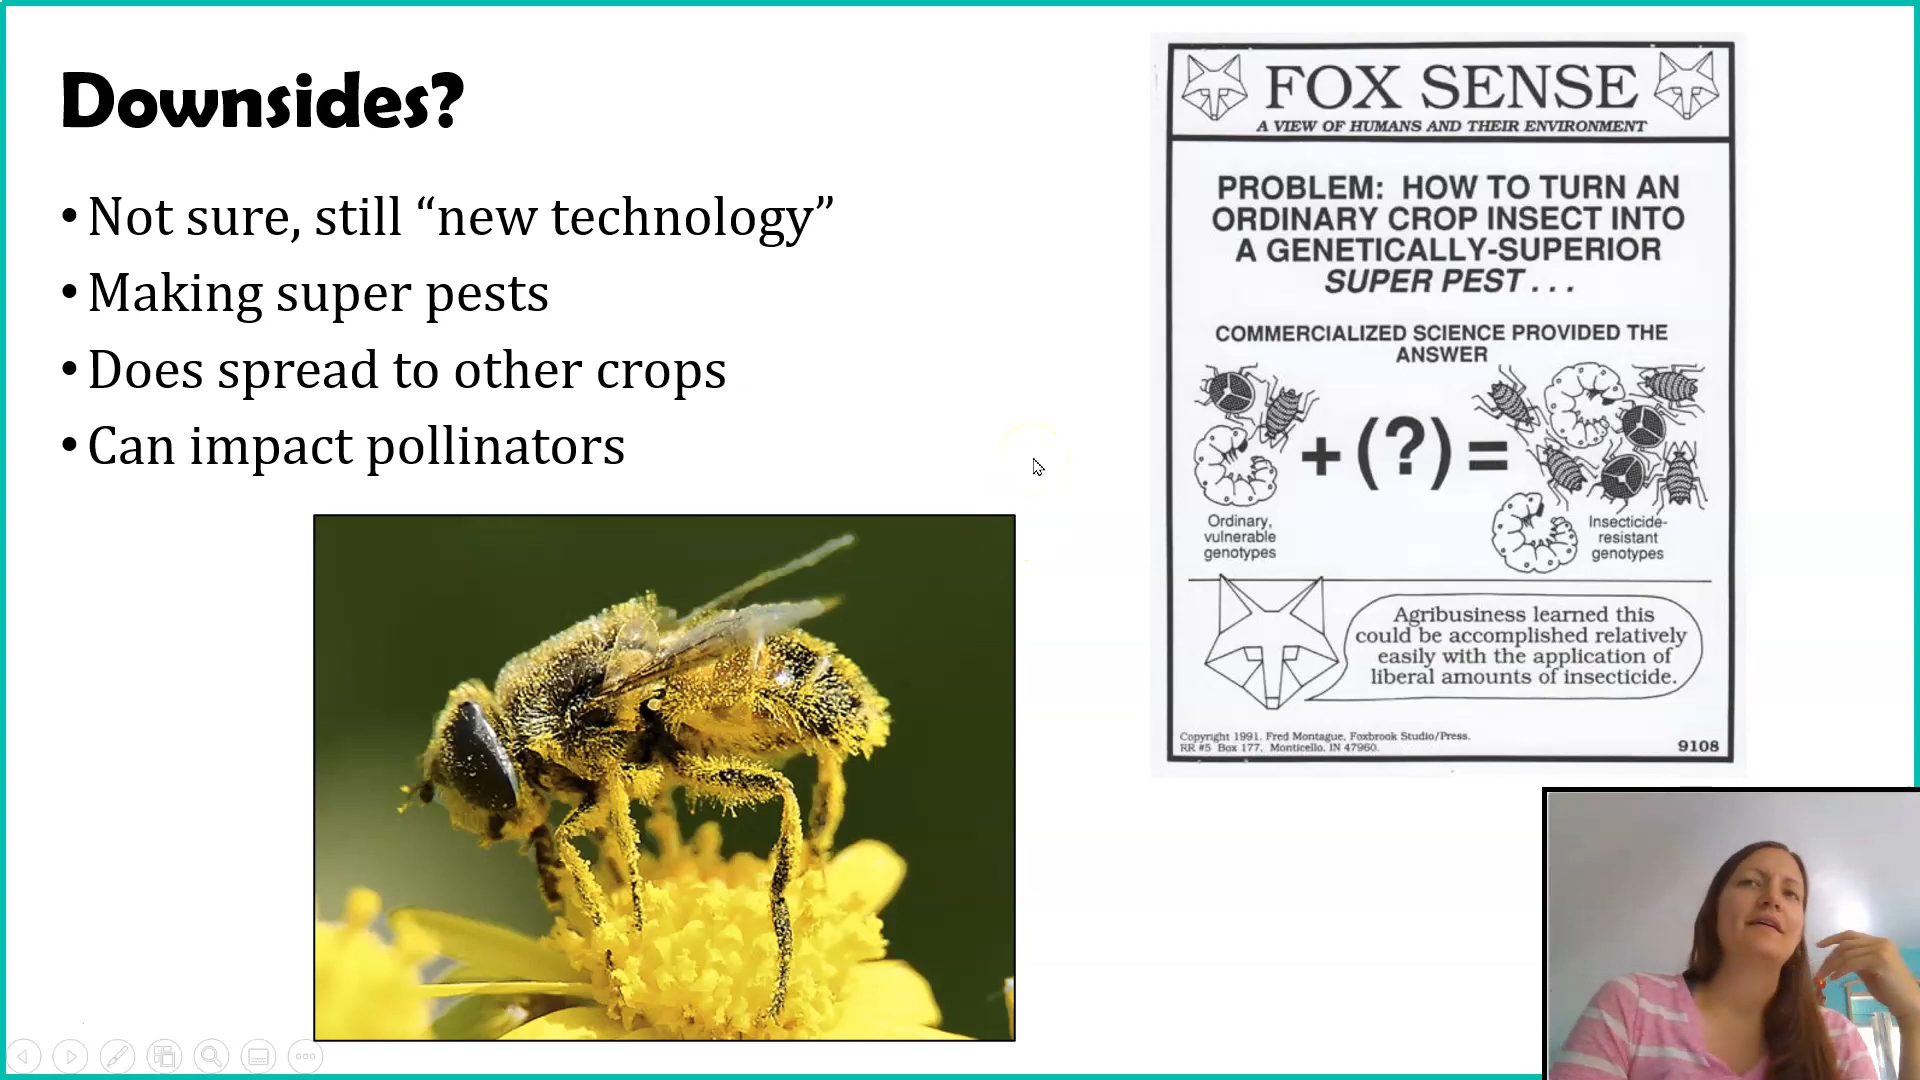 Downsides?
• Not sure, still “new technology”
• Making super pests
• Does spread to other crops
• Can impact pollinators
FOX SENSE
A VIEW OF HUMANS AND THEIR ENVIRONMENT
PROBLEM: HOW TO TURN AN
ORDINARY CROP INSECT INTO
A GENETICALLY-SUPERIOR
SUPER PEST . . .
COMMERCIALIZED SCIENCE PROVIDED THE
ANSWER
+ (?) =
Ordinary,
vulnerable
genotypes
Insecticide-
resistant
genotypes
Agribusiness learned this
could be accomplished relatively
easily with the application of
liberal amounts of insecticide.
Copyright 1991. Fred Montague, Foxbrook Studio/Press.
RR #5 Box 177, Monticello, IN 47960.
9108